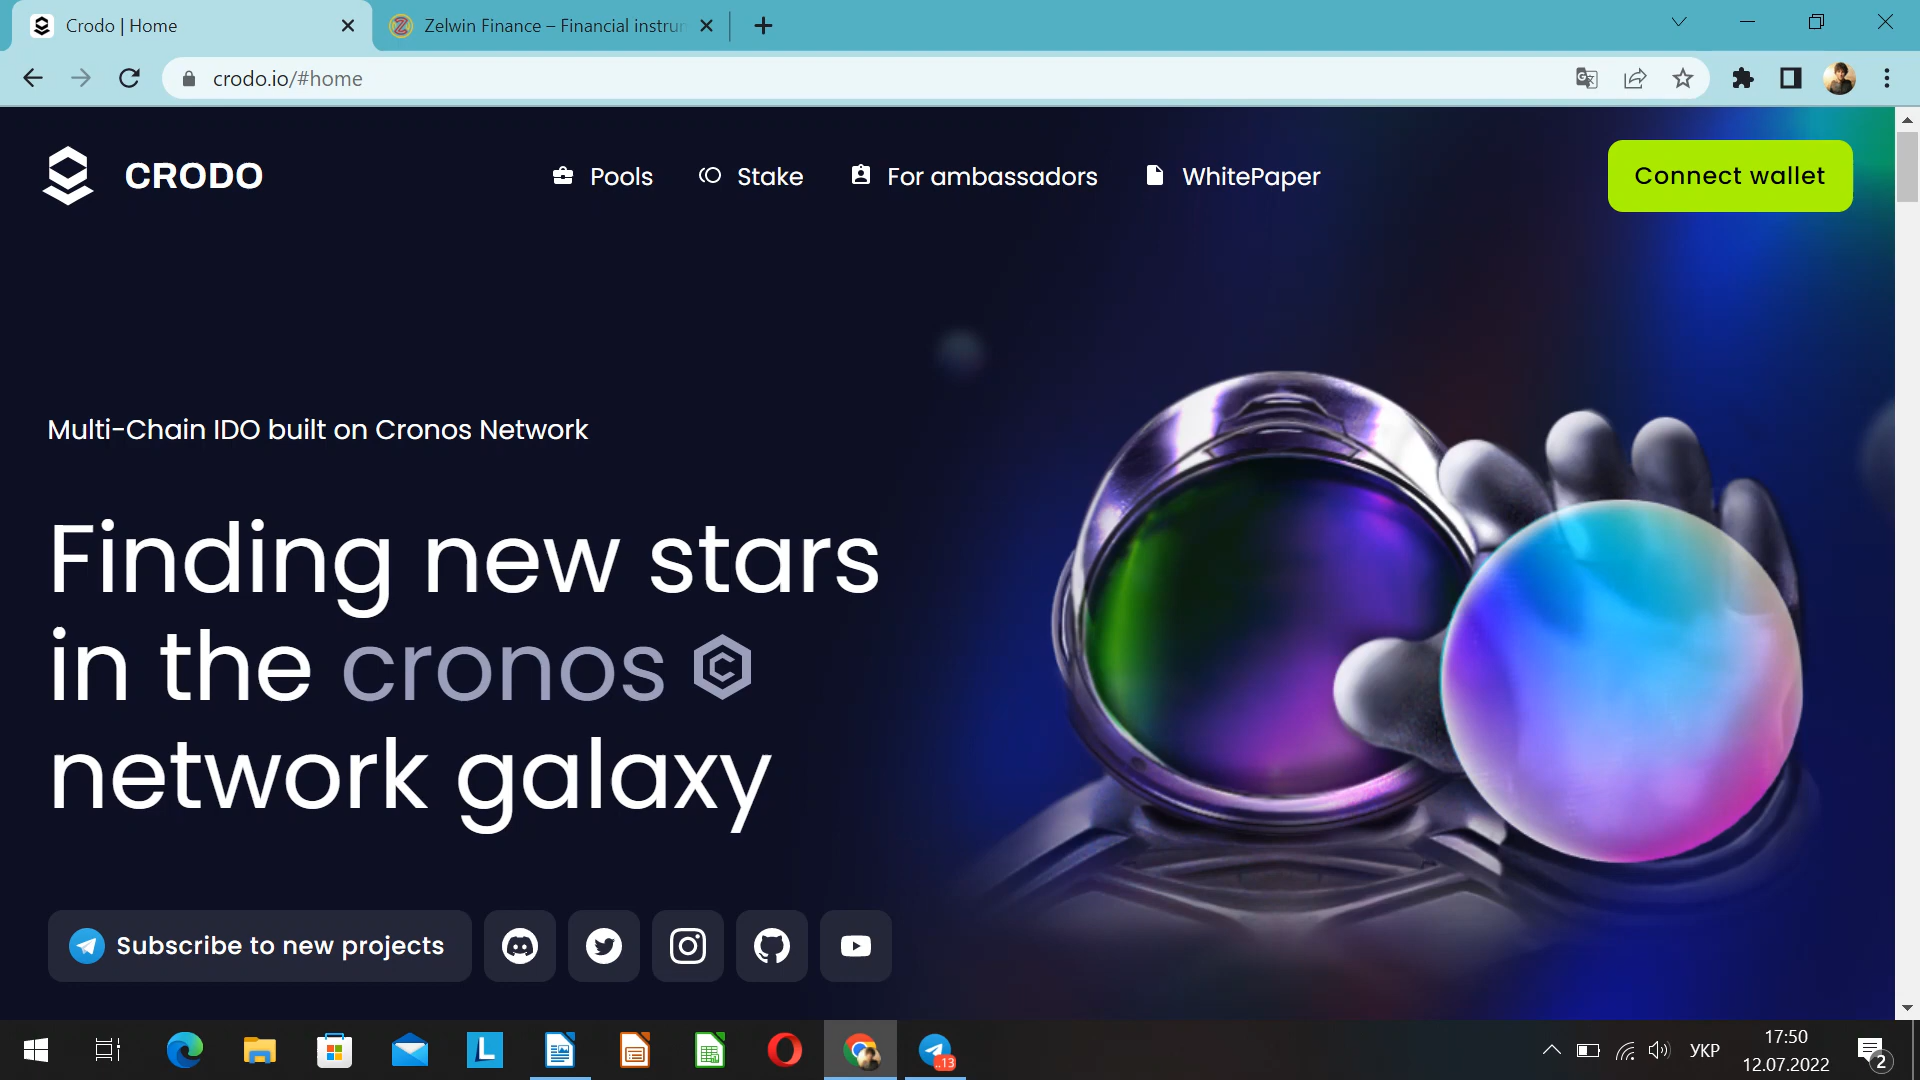 Crodo | Home
Zelwin Finance – Financial instru
crodo.io/#home
CRODO
Pools
Stake
For ambassadors
WhitePaper
Connect wallet
Multi-Chain IDO built on Cronos Network
Finding new stars
in the cronos
network galaxy
Subscribe to new projects
L
..13
УКР
17:50
12.07.2022
2